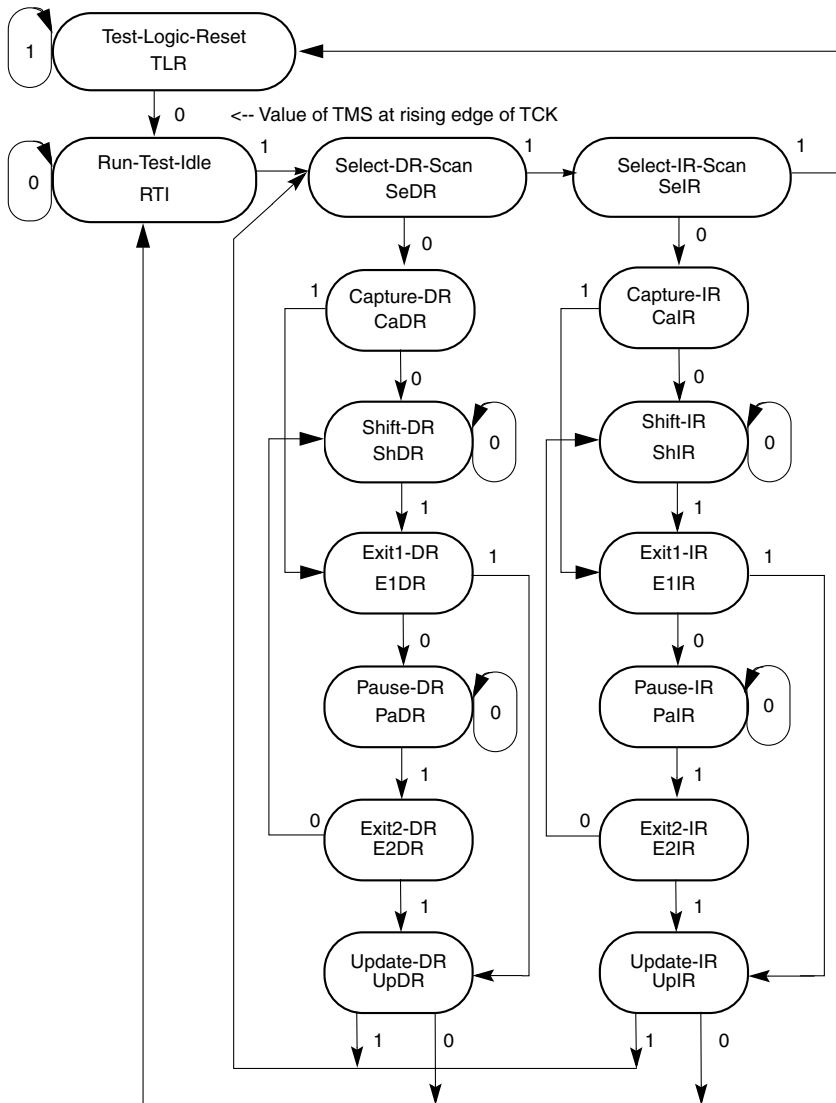 Test-Logic-Reset
TLR
1
0
<-- Value of TMS at rising edge of TCK
Run-Test-Idle
RTI
0
1
Select-DR-Scan
SeDR
1
Select-IR-Scan
SeIR
1
0
0
1
Capture-DR
CaDR
1
Capture-IR
CaIR
0
0
Shift-DR
ShDR
0
Shift-IR
ShIR
0
1
1
Exit1-DR
E1DR
1
Exit1-IR
E1IR
1
0
0
Pause-DR
PaDR
0
Pause-IR
PaIR
0
1
1
0
Exit2-DR
E2DR
0
Exit2-IR
E2IR
1
1
Update-DR
UpDR
Update-IR
UpIR
1
0
1
0